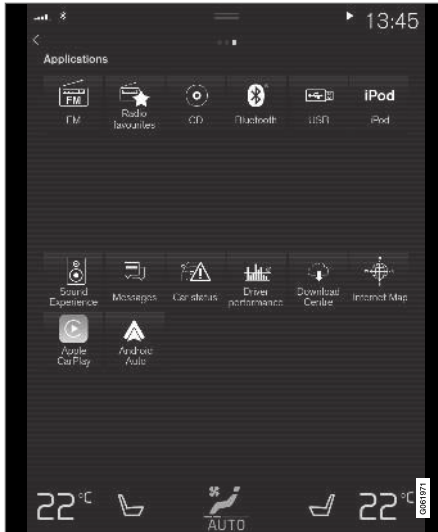 13:45
Applications
FM
iPod
FM
Radio
favourites
CD
Bluetooth
USB
iPod
Sound
Experience
Messages
Car status
Driver
performance
Download
Centre
Internet Map
Apple
CarPlay
Android
Auto
22°C
22°C
AUTO
G061971